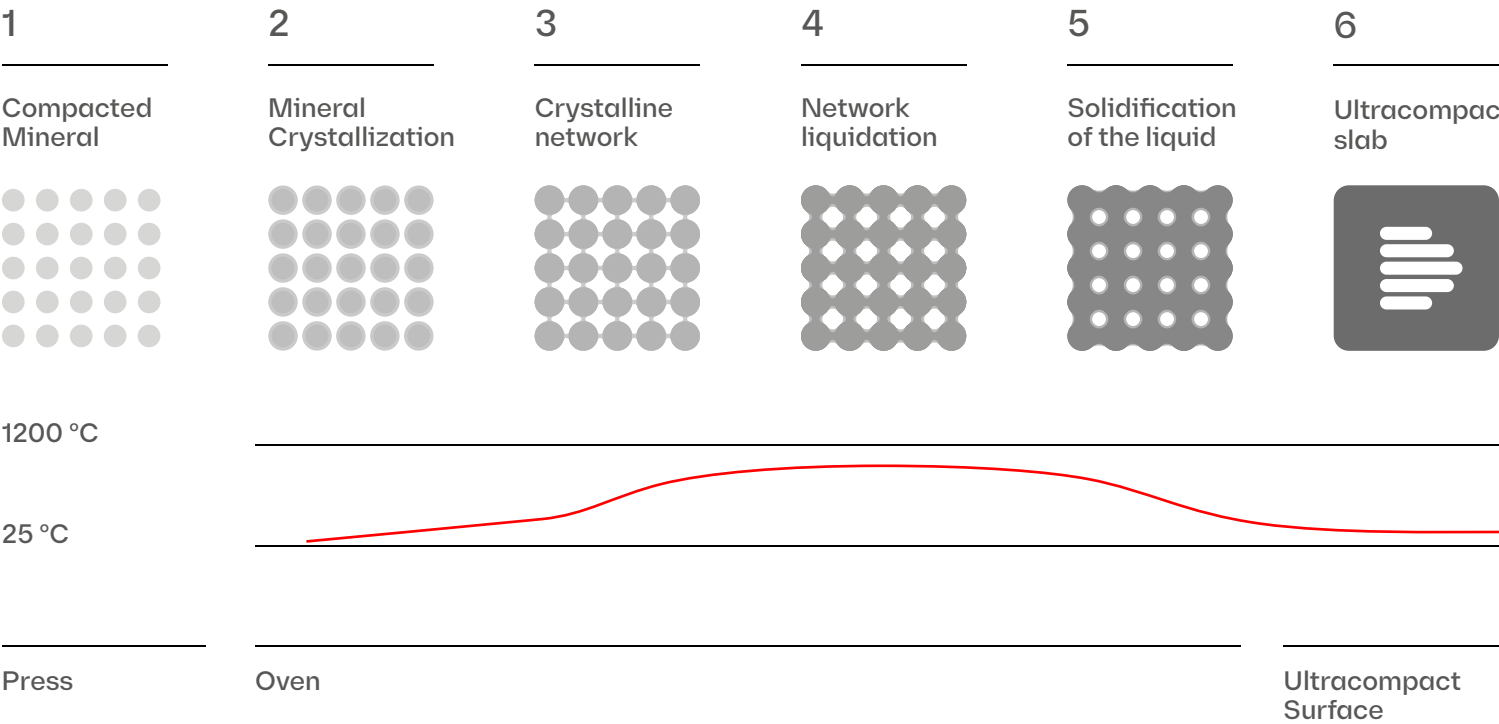 1
2
3
4
5
6
Compacted
Mineral
Mineral
Crystallization
Crystalline
network
Network
liquidation
Solidification
of the liquid
Ultracompac
slab
1200 °C
25 °C
Press
Oven
Ultracompact
Surface